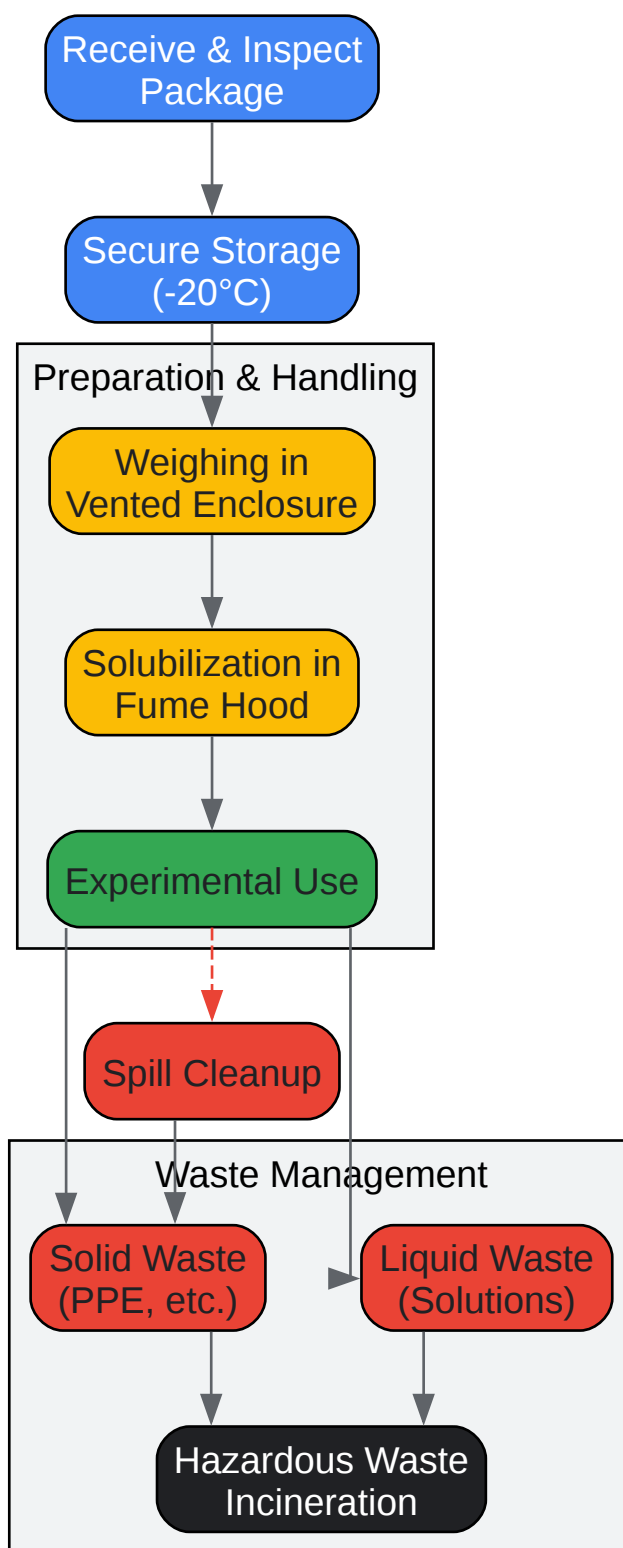 Receive & Inspect
Package
Secure Storage
(-20°C)
Preparation & Handling
Weighing in
Vented Enclosure
Solubilization in
Fume Hood
Experimental Use
Spill Cleanup
Waste Management
Solid Waste
(PPE, etc.)
Liquid Waste
(Solutions)
Hazardous Waste
Incineration